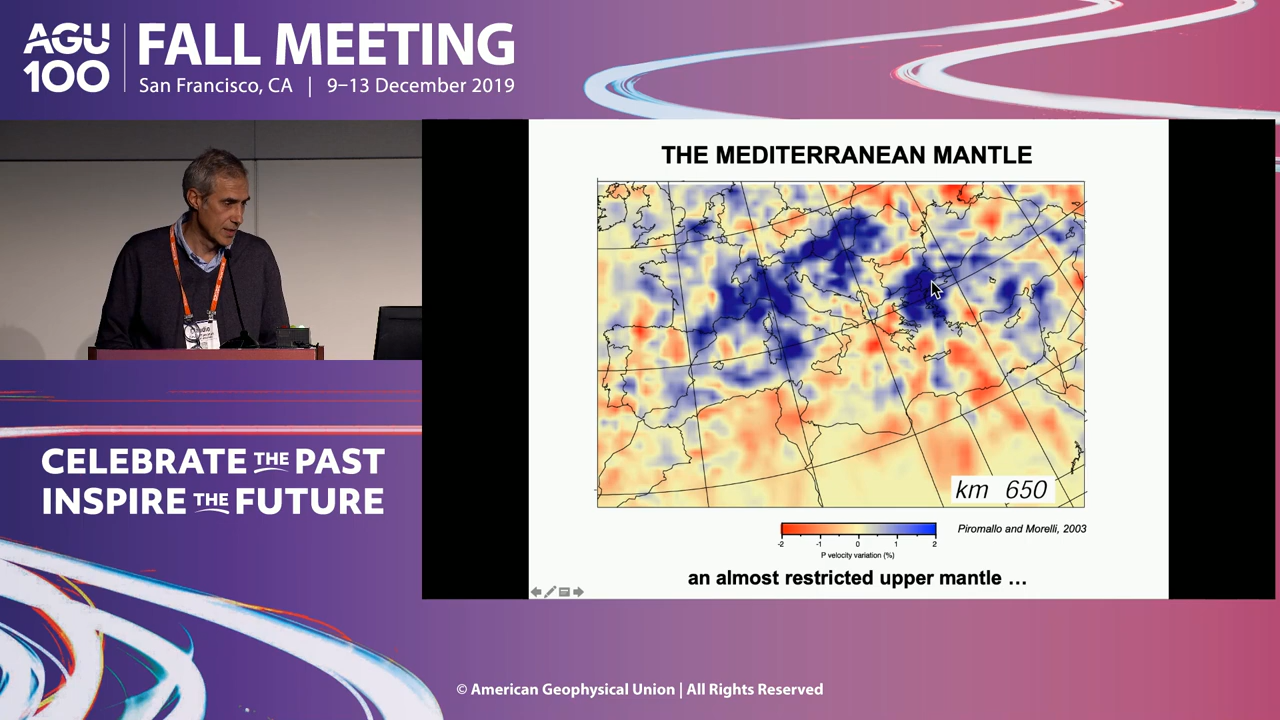 AGU
100
FALL MEETING
San Francisco, CA | 9–13 December 2019
THE MEDITERRANEAN MANTLE
km 650
-2 -1 0 1 2
P velocity variation (%)
Piromallo and Morelli, 2003
an almost restricted upper mantle ...
CELEBRATE THE PAST
INSPIRE THE FUTURE
© American Geophysical Union | All Rights Reserved